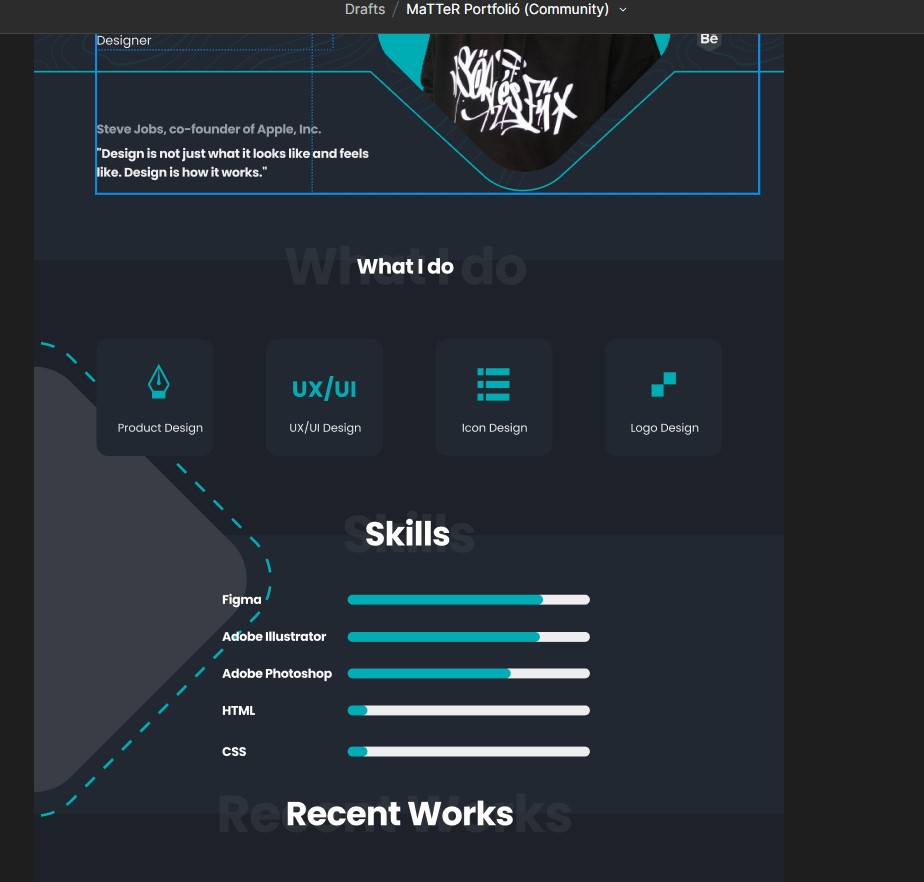 Drafts / MaTTeR Portfolió (Community)
Designer
Bē
Steve Jobs, co-founder of Apple, Inc.
"Design is not just what it looks like and feels
like. Design is how it works."
What I do
What I do
UX/UI
Product Design
UX/UI Design
Icon Design
Logo Design
Skills
Skills
Figma
Adobe Illustrator
Adobe Photoshop
HTML
CSS
Recent Works
Recent Works